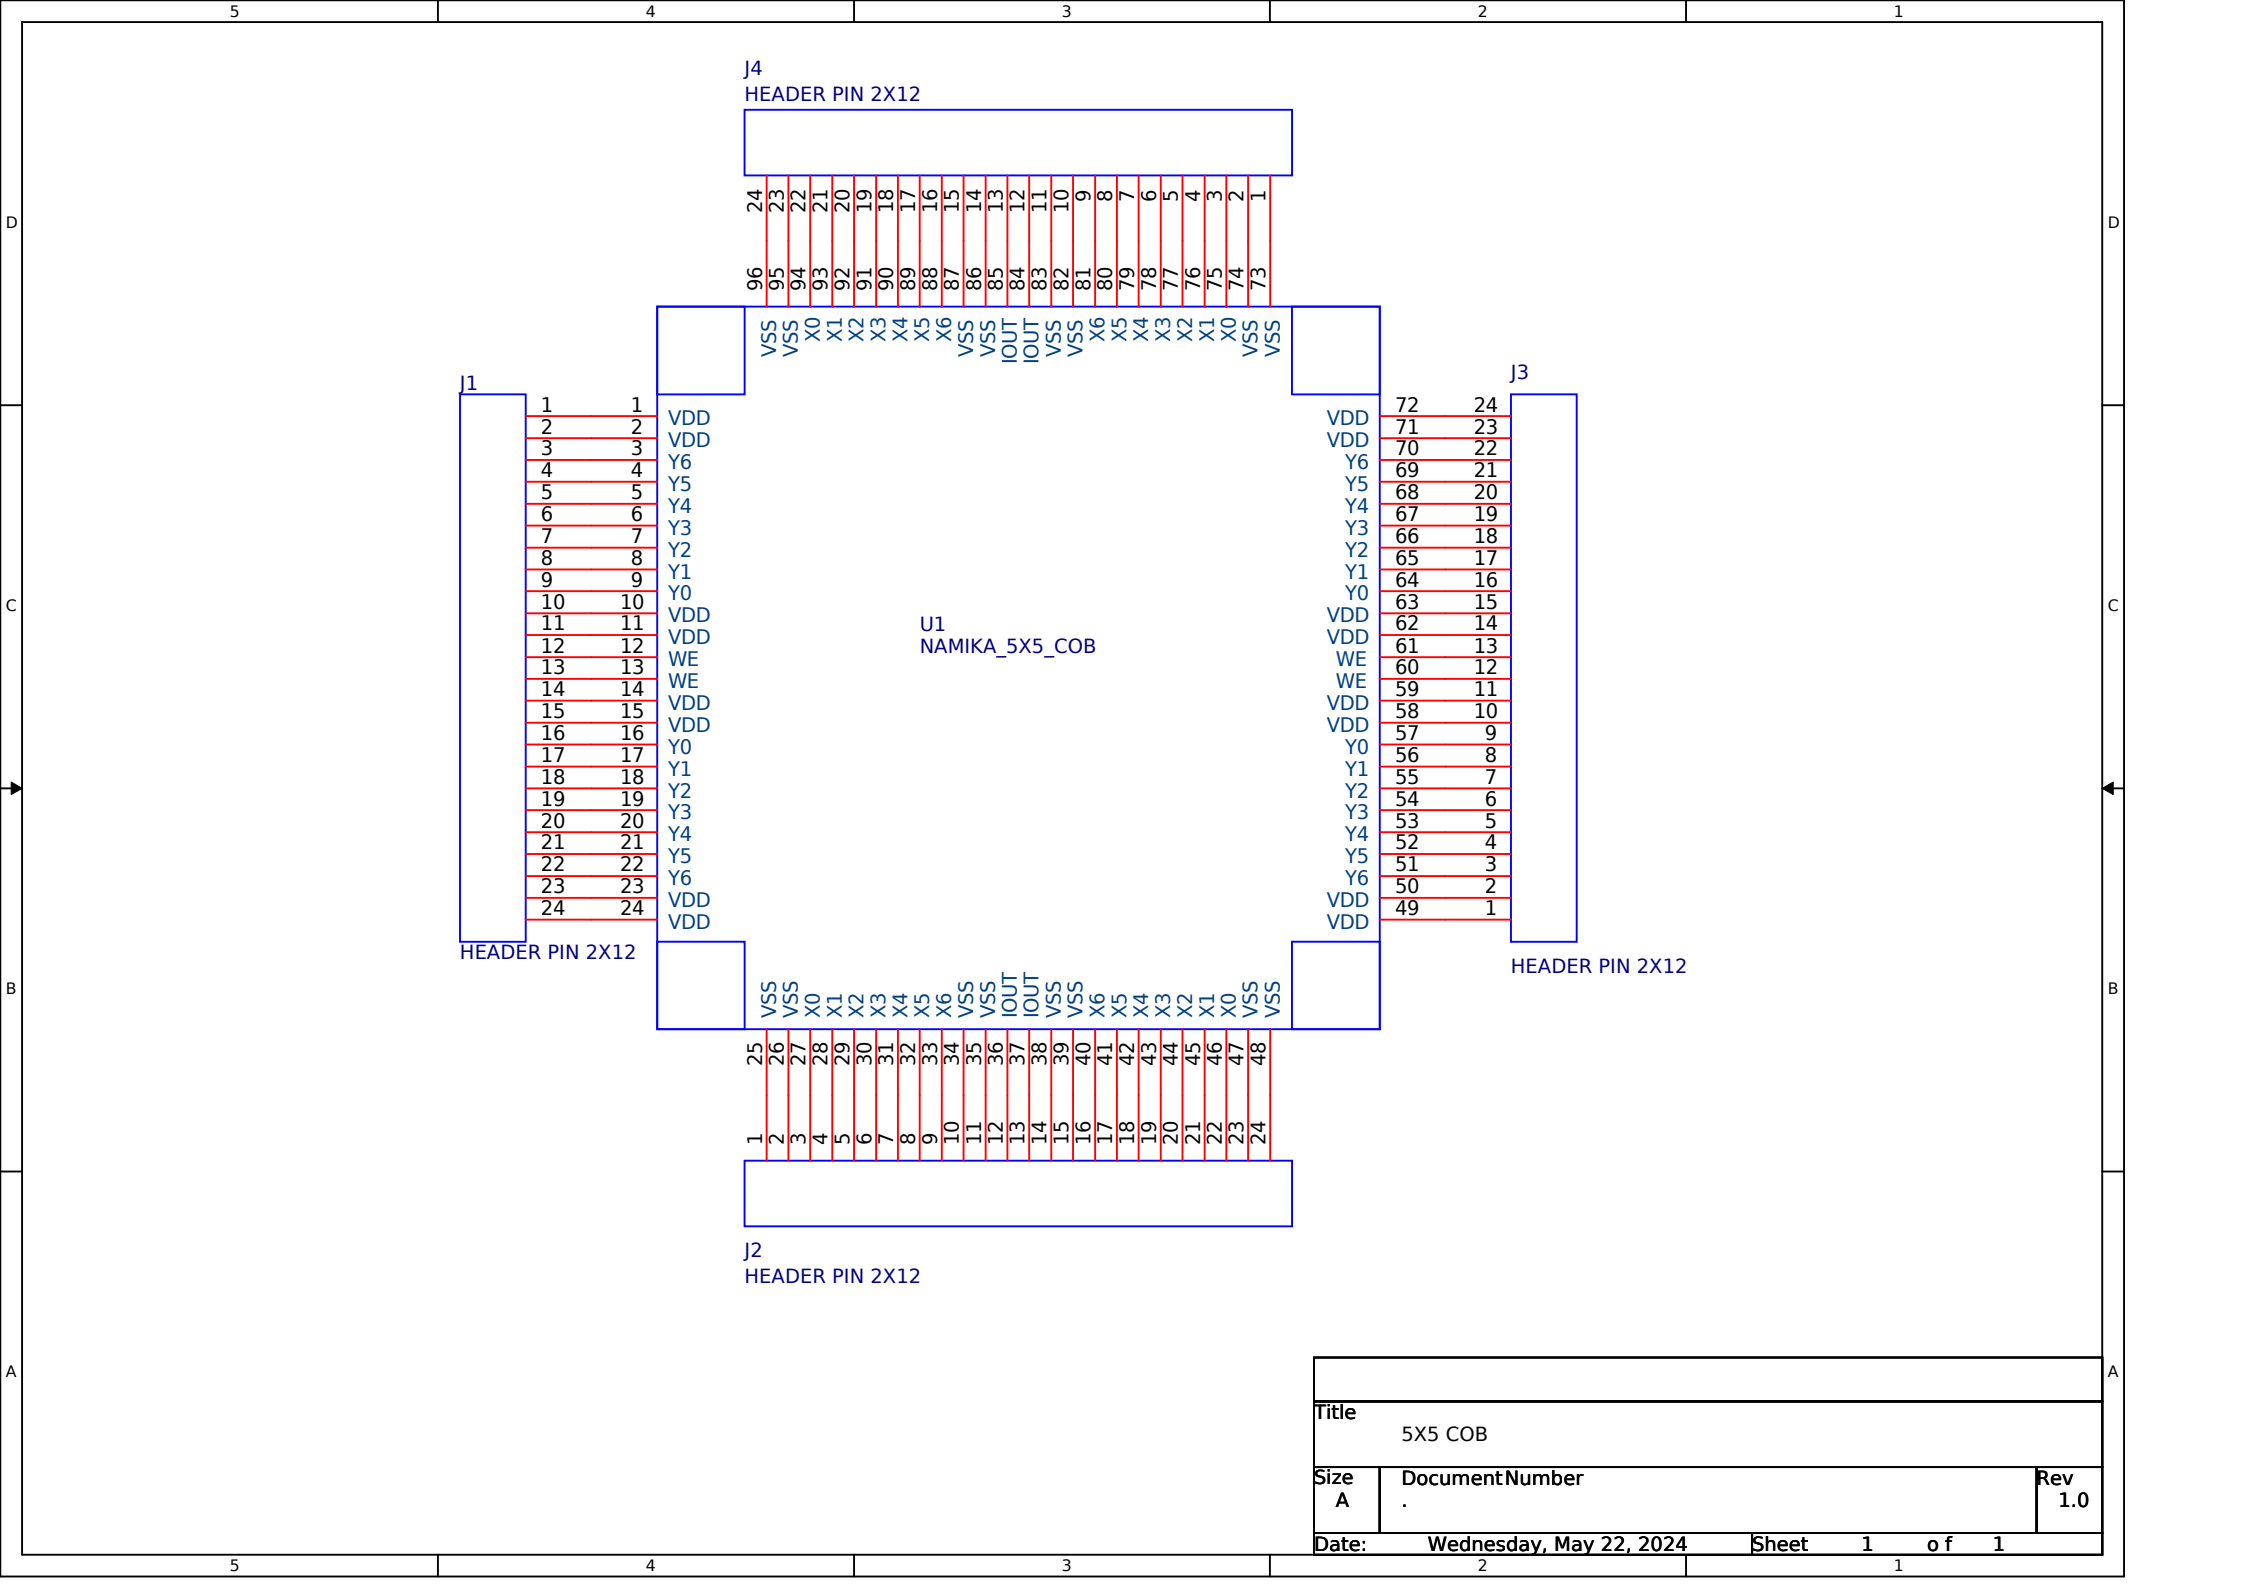 5 4 3 2 1
J4
HEADER PIN 2X12
24 23 22 21 20 19 18 17 16 15 14 13 12 11 10 9 8 7 6 5 4 3 2 1
D D
96 95 94 93 92 91 90 89 88 87 86 85 84 83 82 81 80 79 78 77 76 75 74 73
VSS VSS X0 X1 X2 X3 X4 X5 X6 VSS VSS IOUT IOUT VSS VSS X6 X5 X4 X3 X2 X1 X0 VSS VSS
J1 J3
1 1 VDD VDD 72 24
2 2 VDD VDD 71 23
3 3 Y6 Y6 70 22
4 4 Y5 Y5 69 21
5 5 Y4 Y4 68 20
6 6 Y3 Y3 67 19
7 7 Y2 Y2 66 18
8 8 Y1 Y1 65 17
9 9 Y0 Y0 64 16
C C
10 10 VDD VDD 63 15
11 11 VDD VDD 62 14
U1
NAMIKA_5X5_COB
12 12 WE WE 61 13
13 13 WE WE 60 12
14 14 VDD VDD 59 11
15 15 VDD VDD 58 10
16 16 Y0 Y0 57 9
17 17 Y1 Y1 56 8
18 18 Y2 Y2 55 7
19 19 Y3 Y3 54 6
20 20 Y4 Y4 53 5
21 21 Y5 Y5 52 4
22 22 Y6 Y6 51 3
23 23 VDD VDD 50 2
24 24 VDD VDD 49 1
HEADER PIN 2X12 HEADER PIN 2X12
B B
VSS VSS X0 X1 X2 X3 X4 X5 X6 VSS VSS IOUT IOUT VSS VSS X6 X5 X4 X3 X2 X1 X0 VSS VSS
25 26 27 28 29 30 31 32 33 34 35 36 37 38 39 40 41 42 43 44 45 46 47 48
1 2 3 4 5 6 7 8 9 10 11 12 13 14 15 16 17 18 19 20 21 22 23 24
J2
HEADER PIN 2X12
A A
Title
5X5 COB
Size Document Number Rev
A . 1.0
Date: Wednesday, May 22, 2024 Sheet 1 of 1
5 4 3 2 1